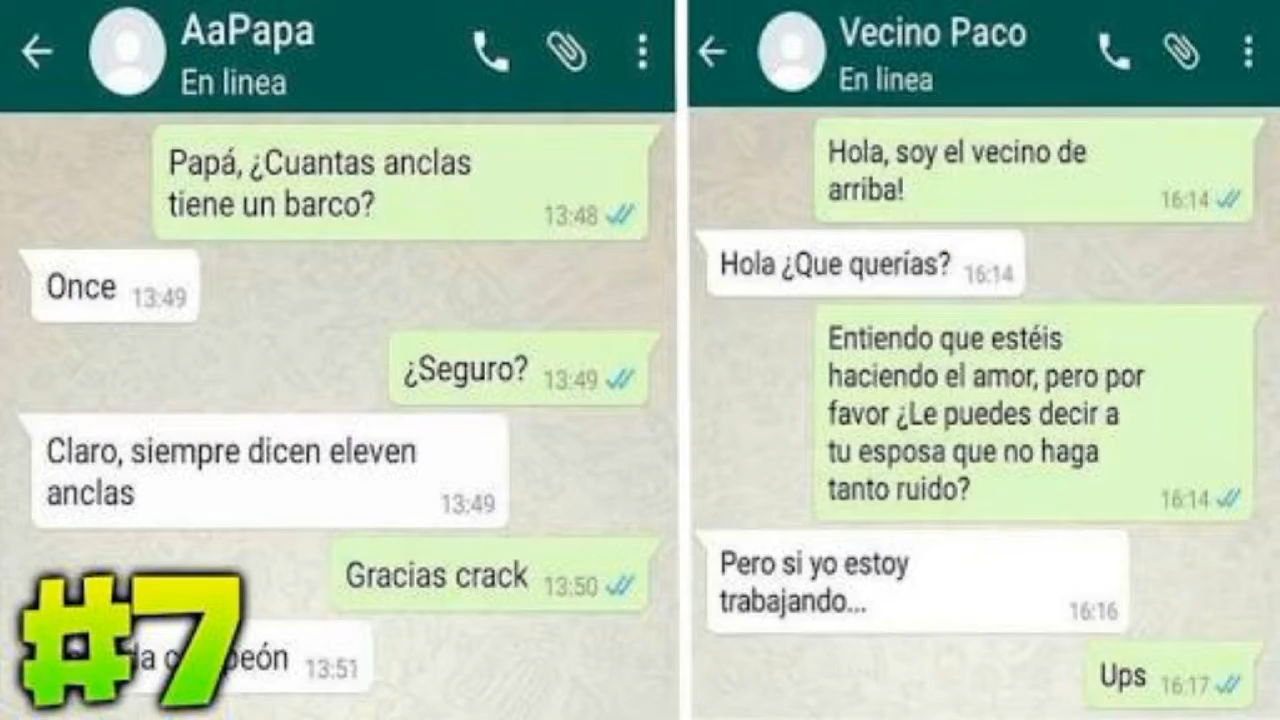 AaPapa
En linea
Papá, ¿Cuantas anclas
tiene un barco?
13:48
Once 13:49
¿Seguro? 13:49
Claro, siempre dicen eleven
anclas
13:49
Gracias crack 13:50
13:51
#7
Vecino Paco
En linea
Hola, soy el vecino de
arriba!
16:14
Hola ¿Que querías? 16:14
Entiendo que estéis
haciendo el amor, pero por
favor ¿Le puedes decir a
tu esposa que no haga
tanto ruido?
16:14
Pero si yo estoy
trabajando...
16:16
Ups 16:17